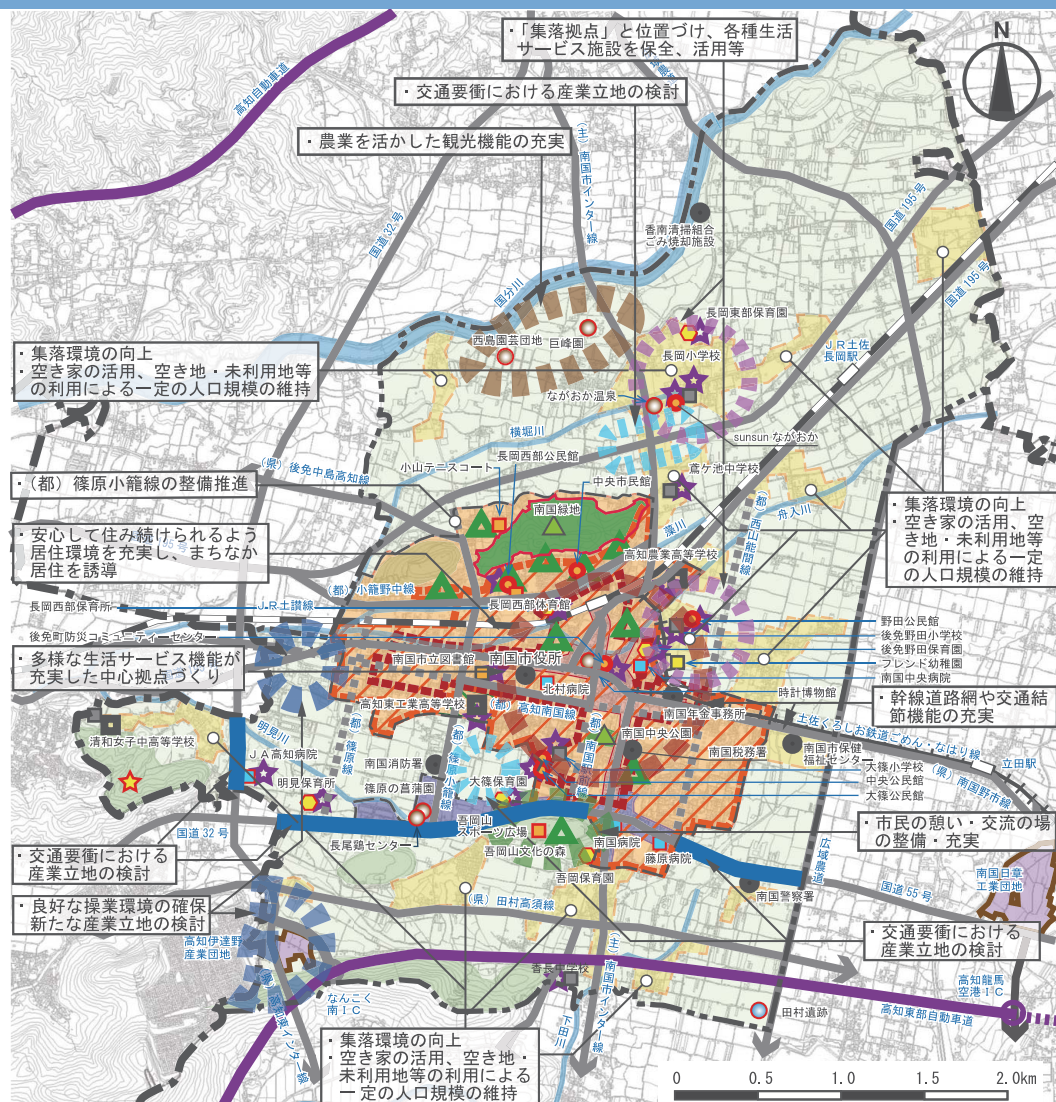 ・「集落拠点」と位置づけ、各種生活
サービス施設を保全、活用等
N
・交通要衝における産業立地の検討
・農業を活かした観光機能の充実
高知自動車道
(主)南国市インター線
国道32号
国道195号
国道195号
香南清掃組合
ごみ焼却施設
国分川
長岡東部保育園
西島園芸団地
巨峰園
長岡小学校
JR土佐
長岡駅
・集落環境の向上
・空き家の活用、空き地・未利用地等
の利用による一定の人口規模の維持
ながおか温泉
横堀川
sunsunながおか
(県)後免中島高知線
小山テニスコート
長岡西部公民館
中央市民館
鳶ケ池中学校
・(都)篠原小籠線の整備推進
南国緑地
藻川
(都)西山能間線
舟入川
・集落環境の向上
・空き家の活用、空
き地・未利用地等
の利用による一定
の人口規模の維持
・安心して住み続けられるよう
居住環境を充実し、まちなか
居住を誘導
高知農業高等学校
(都)小籠野中線
長岡西部保育所
JR土讃線
長岡西部体育館
野田公民館
後免野田小学校
後免野田保育園
フレンド幼稚園
南国中央病院
後免町防災コミュニティーセンター
・多様な生活サービス機能が
充実した中心拠点づくり
南国市立図書館
南国市役所
北村病院
時計博物館
・幹線道路網や交通結
節機能の充実
高知東工業高等学校
(都)高知南国線
南国年金事務所
土佐くろしお鉄道ごめん・なはり線
明見川
清和女子中高等学校
(都)篠原線
JA高知病院
南国消防署
南国中央公園
南国税務署
南国市保健
福祉センター
立田駅
(県)南国野市線
明見保育所
篠原の菖蒲園
大篠保育園
大篠小学校
中央公民館
大篠公民館
国道32号
長尾鶏センター
吾岡山
スポーツ広場
吾岡山文化の森
南国病院
藤原病院
吾岡保育園
・市民の憩い・交流の場
の整備・充実
広域農道
南国日章
工業団地
・交通要衝における
産業立地の検討
南国警察署
国道55号
・良好な操業環境の確保
新たな産業立地の検討
(県)田村高須線
・交通要衝における
産業立地の検討
高知伊達野
産業団地
香長中学校
(主)南国市インター線
なんこく
南IC
下田川
田村遺跡
高知龍馬
空港IC
高知東部自動車道
・集落環境の向上
・空き家の活用、空き地・
未利用地等の利用による
一定の人口規模の維持
0 0.5 1.0 1.5 2.0km